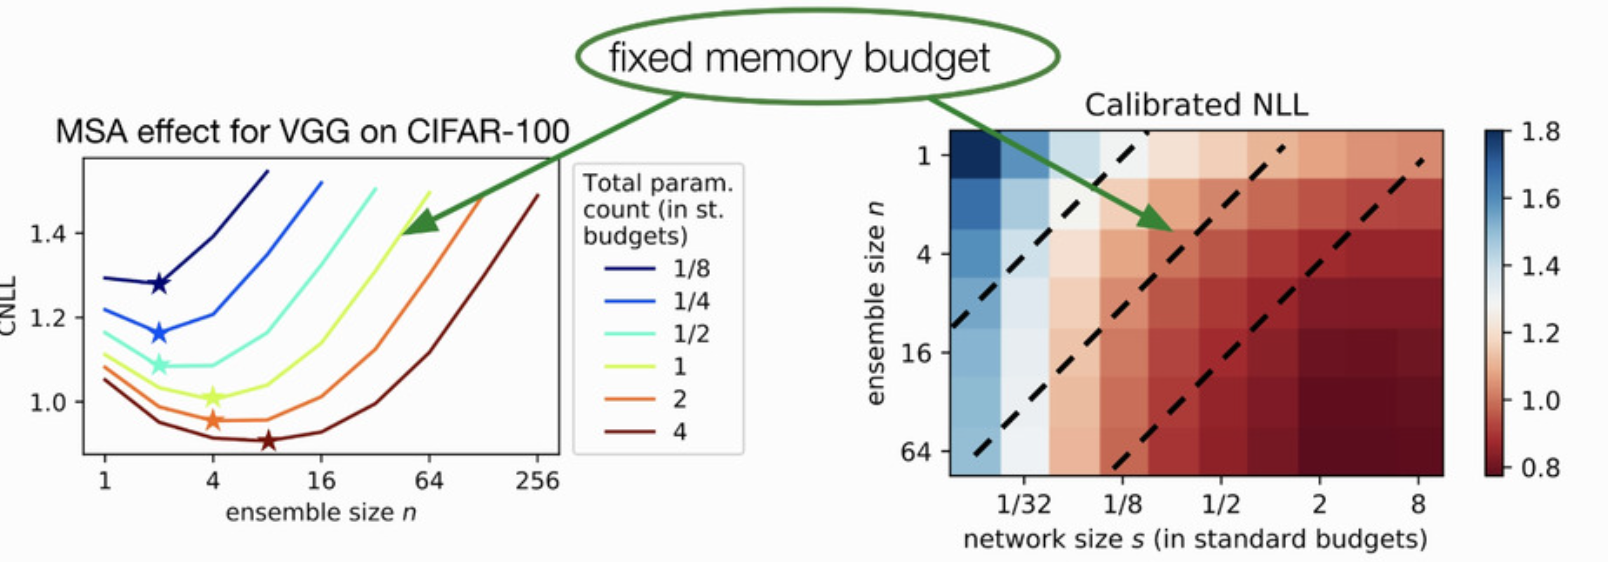 fixed memory budget
MSA effect for VGG on CIFAR-100
1.4
1.2
1.0
CNLL
1
4
16
64
256
ensemble size n
Total param.
count (in st.
budgets)
1/8
1/4
1/2
1
2
4
Calibrated NLL
1
4
16
64
ensemble size n
1/32
1/8
1/2
2
8
network size s (in standard budgets)
1.8
1.6
1.4
1.2
1.0
0.8